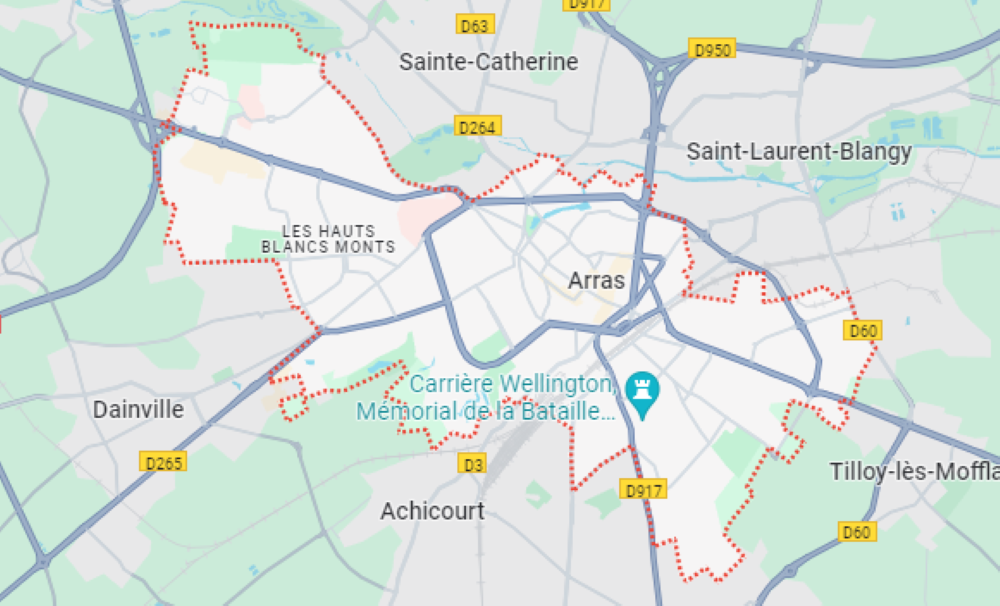 D917
D63
D950
Sainte-Catherine
D264
Saint-Laurent-Blangy
LES HAUTS
BLANCS MONTS
Arras
D60
Carrière Wellington,
Mémorial de la Bataille...
Dainville
D265
D3
Tilloy-lès-Moffla
D917
Achicourt
D60